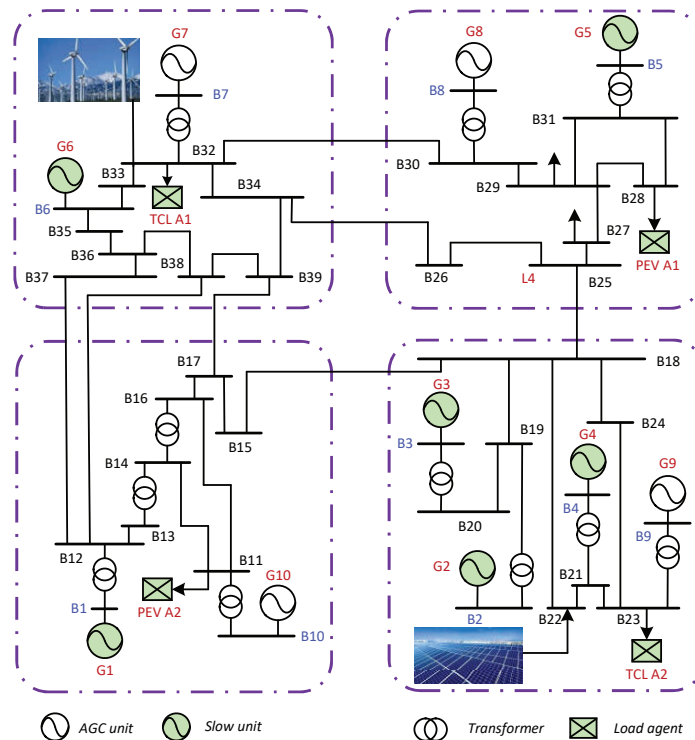 G7
B7
B32
G6
B33
TCL A1
B34
B6
B35
B36
B37
B38
B39
G8
B8
G5
B5
B31
B30
B29
B28
B27
PEV A1
B26
L4
B25
B17
B16
B15
B14
B13
B12
B11
B1
PEV A2
G10
B10
G1
B18
G3
B3
B19
B24
G4
G9
B4
B9
B20
G2
B21
B2
B22
B23
TCL A2
AGC unit
Slow unit
Transformer
Load agent